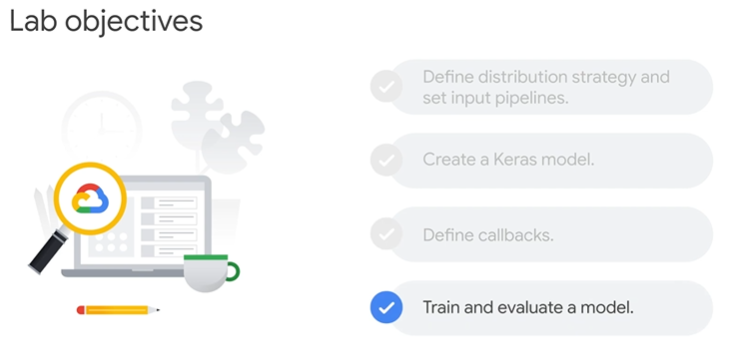 Lab objectives
Define distribution strategy and
set input pipelines.
Create a Keras model.
Define callbacks.
Train and evaluate a model.